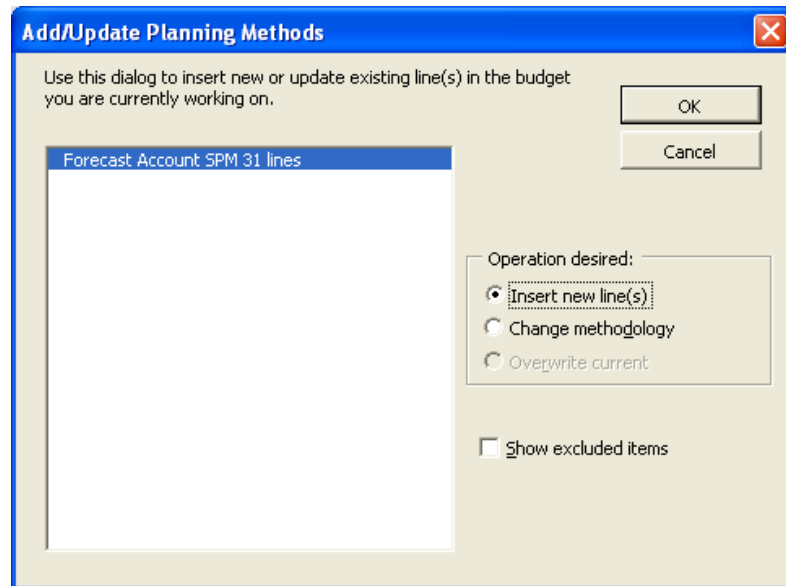 Add/Update Planning Methods
Use this dialog to insert new or update existing line(s) in the budget
you are currently working on.
OK
Cancel
Forecast Account SPM 31 lines
Operation desired:
Insert new line(s)
Change methodology
Overwrite current
Show excluded items